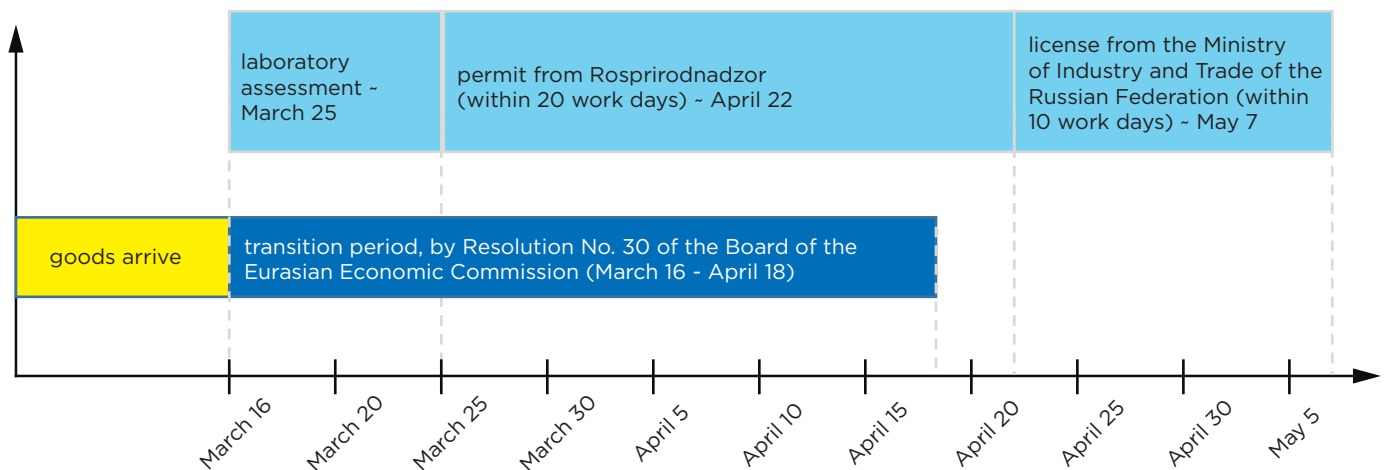 laboratory
assessment ~
March 25
permit from Rosprirodnadzor
(within 20 work days) ~ April 22
license from the Ministry
of Industry and Trade of the
Russian Federation (within
10 work days) ~ May 7
goods arrive
transition period, by Resolution No. 30 of the Board of the
Eurasian Economic Commission (March 16 - April 18)
March 16
March 20
March 25
March 30
April 5
April 10
April 15
April 20
April 25
April 30
May 5